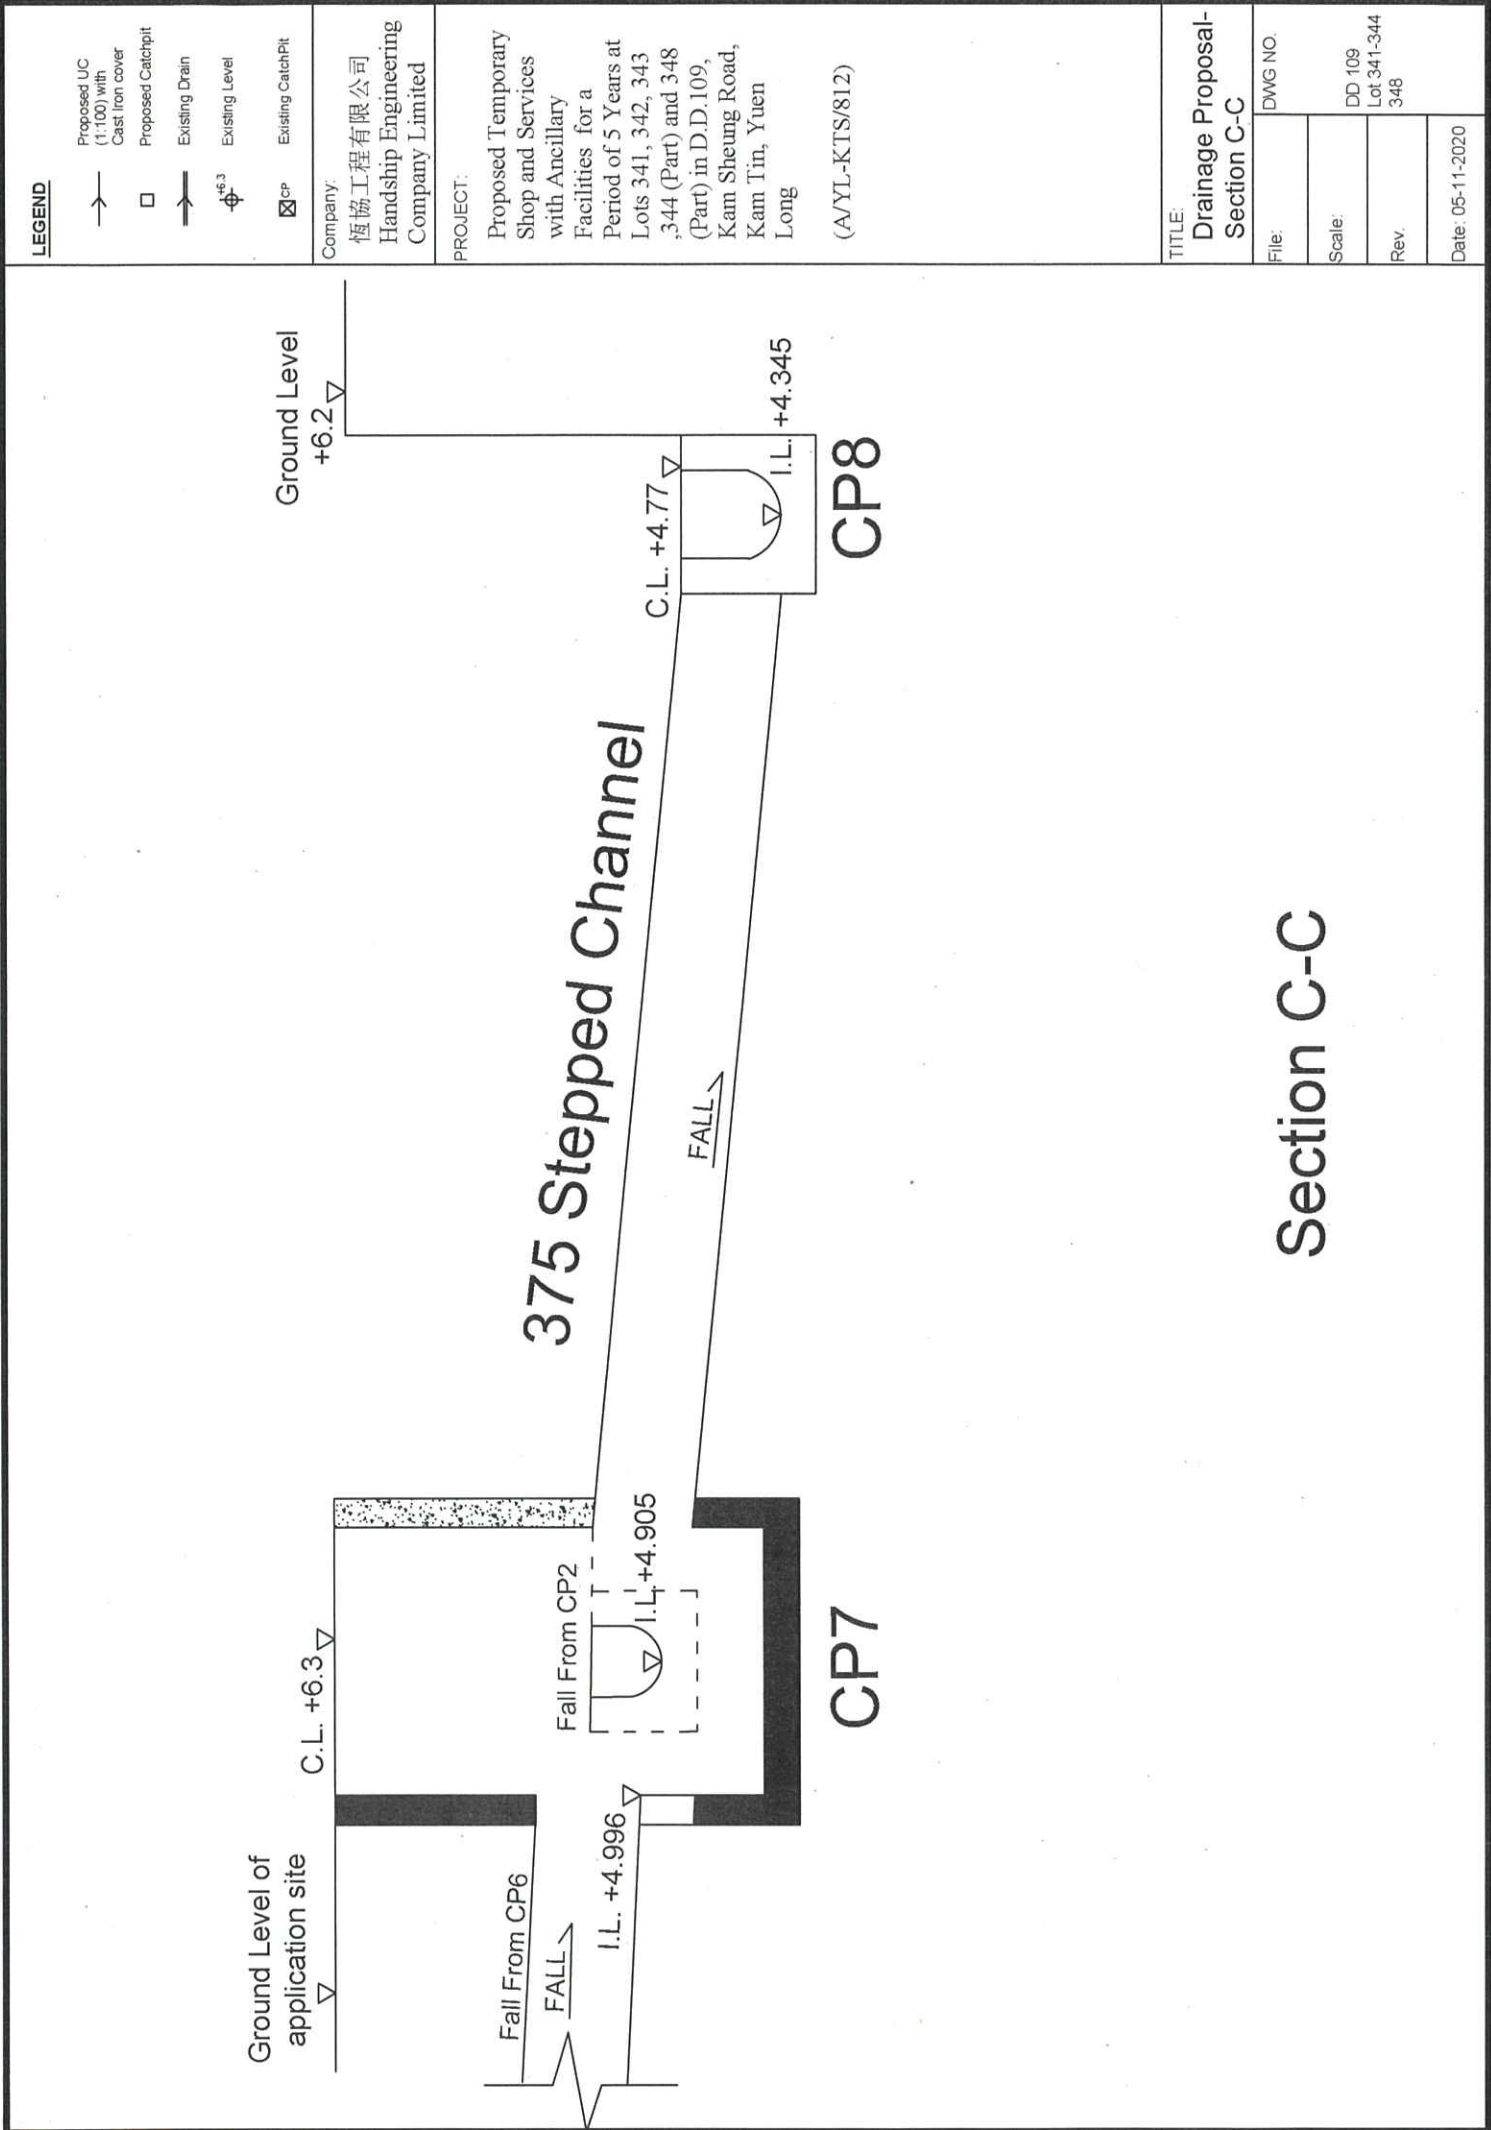 Ground Level of
application site
C.L. +6.3
Ground Level
+6.2
Fall From CP6
FALL
I.L. +4.996
Fall From CP2
I.L.+4.905
375 Stepped Channel
FALL
C.L. +4.77
I.L. +4.345
CP7
CP8
Section C-C
LEGEND
Proposed UC
(1:100) with
Cast Iron cover
Proposed Catchpit
Existing Drain
+6.3
Existing Level
CP
Existing CatchPit
Company:
恆協工程有限公司
Handship Engineering
Company Limited
PROJECT:
Proposed Temporary
Shop and Services
with Ancillary
Facilities for a
Period of 5 Years at
Lots 341, 342, 343
,344 (Part) and 348
(Part) in D.D.109,
Kam Sheung Road,
Kam Tin, Yuen
Long
(A/YL-KTS/812)
TITLE:
Drainage Proposal-
Section C-C
File:
DWG NO.
Scale:
DD 109
Lot 341-344
348
Rev.
Date: 05-11-2020